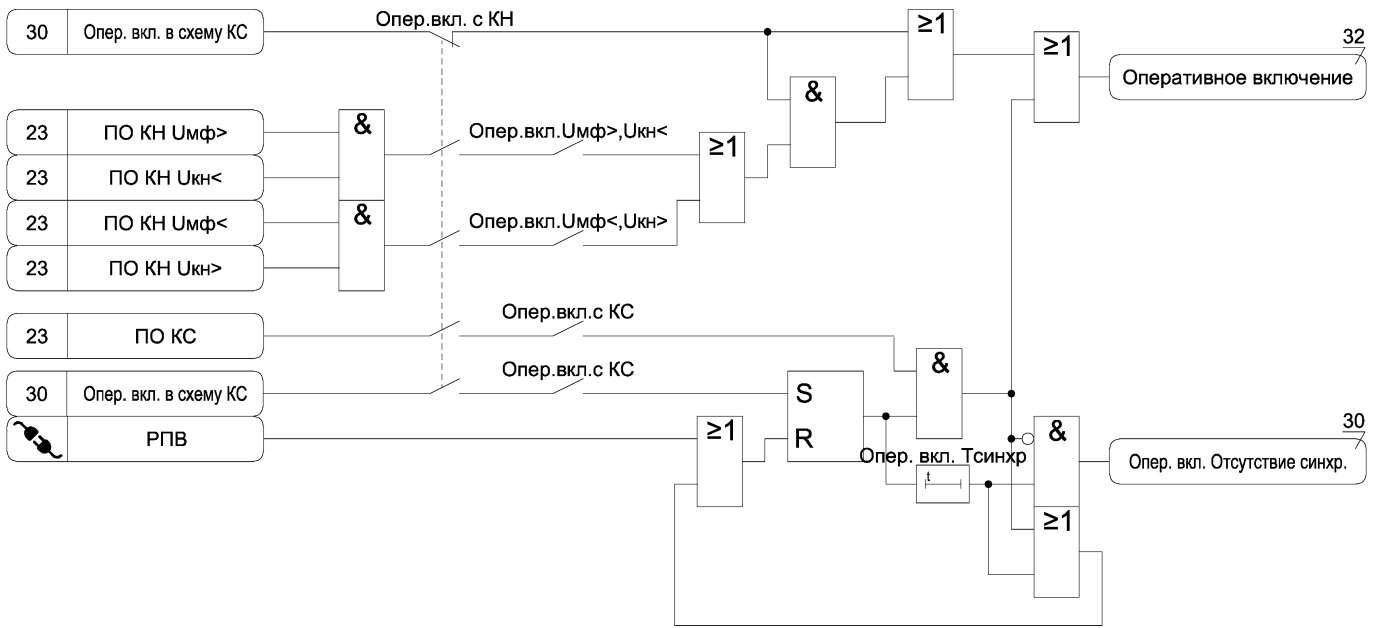 Опер.вкл. с КН
30 Опер. вкл. в схему КС
≥1
≥1
32
Оперативное включение
&
23 ПО КН Uмф>
&
Опер.вкл.Uмф>,Uкн<
≥1
23 ПО КН Uкн<
23 ПО КН Uмф<
&
Опер.вкл.Uмф<,Uкн>
23 ПО КН Uкн>
Опер.вкл.с КС
23 ПО КС
&
Опер.вкл.с КС
30 Опер. вкл. в схему КС
S
R
РПВ
≥1
&
30
Опер. вкл. Отсутствие синхр.
Опер. вкл. Тсинхр
t
≥1